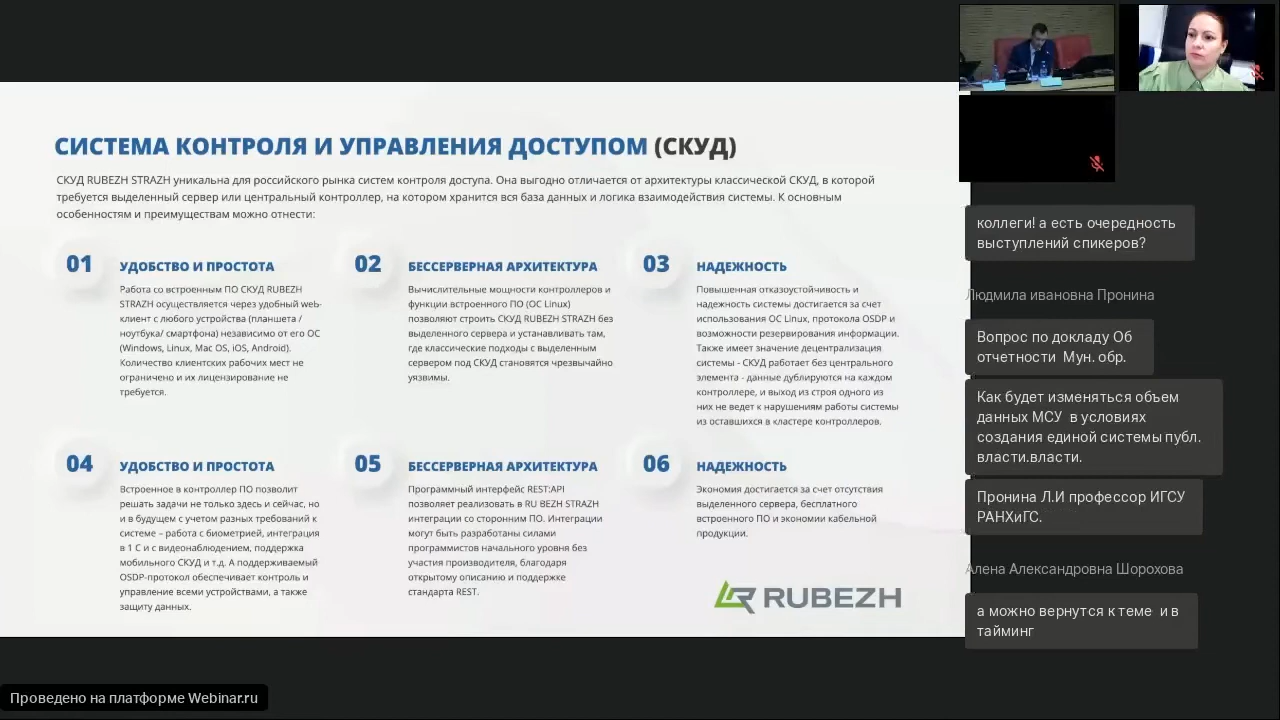 СИСТЕМА КОНТРОЛЯ И УПРАВЛЕНИЯ ДОСТУПОМ (СКУД)
СКУД RUBEZH STRAZH уникальна для российского рынка систем контроля доступа. Она выгодно отличается от архитектуры классической СКУД, в которой
требуется выделенный сервер или центральный контроллер, на котором хранится вся база данных и логика взаимодействия системы. К основным
особенностям и преимуществам можно отнести:
01
УДОБСТВО И ПРОСТОТА
Работа со встроенным ПО СКУД RUBEZH
STRAZH осуществляется через удобный web-
клиент с любого устройства (планшета /
ноутбука/ смартфона) независимо от его ОС
(Windows, Linux, Mac OS, iOS, Android).
Количество клиентских рабочих мест не
ограничено и их лицензирование не
требуется.
02
БЕССЕРВЕРНАЯ АРХИТЕКТУРА
Вычислительные мощности контроллеров и
функции встроенного ПО (ОС Linux)
позволяют строить СКУД RUBEZH STRAZH без
выделенного сервера и устанавливать там,
где классические подходы с выделенным
сервером под СКУД становятся чрезвычайно
уязвимы.
03
НАДЕЖНОСТЬ
Повышенная отказоустойчивость и
надежность системы достигается за счет
использования ОС Linux, протокола OSDP и
возможности резервирования информации.
Также имеет значение децентрализация
системы - СКУД работает без центрального
элемента - данные дублируются на каждом
контроллере, и выход из строя одного из
них не ведет к нарушениям работы системы
из оставшихся в кластере контроллеров.
04
УДОБСТВО И ПРОСТОТА
Встроенное в контроллер ПО позволит
решать задачи не только здесь и сейчас, но
и в будущем с учетом разных требований к
системе – работа с биометрией, интеграция
в 1 С и с видеонаблюдением, поддержка
мобильного СКУД и т.д. А поддерживаемый
OSDP-протокол обеспечивает контроль и
управление всеми устройствами, а также
защиту данных.
05
БЕССЕРВЕРНАЯ АРХИТЕКТУРА
Программный интерфейс REST:API
позволяет реализовать в RU BEZH STRAZH
интеграции со сторонним ПО. Интеграции
могут быть разработаны силами
программистов начального уровня без
участия производителя, благодаря
открытому описанию и поддержке
стандарта REST.
06
НАДЕЖНОСТЬ
Экономия достигается за счет отсутствия
выделенного сервера, бесплатного
встроенного ПО и экономии кабельной
продукции.
RUBEZH
коллеги! а есть очередность
выступлений спикеров?
Людмила ивановна Пронина
Вопрос по докладу Об
отчетности Мун. обр.
Как будет изменяться объем
данных МСУ в условиях
создания единой системы публ.
власти.власти.
Пронина Л.И профессор ИГСУ
РАНХиГС.
Алена Александровна Шорохова
а можно вернутся к теме и в
тайминг
Проведено на платформе Webinar.ru